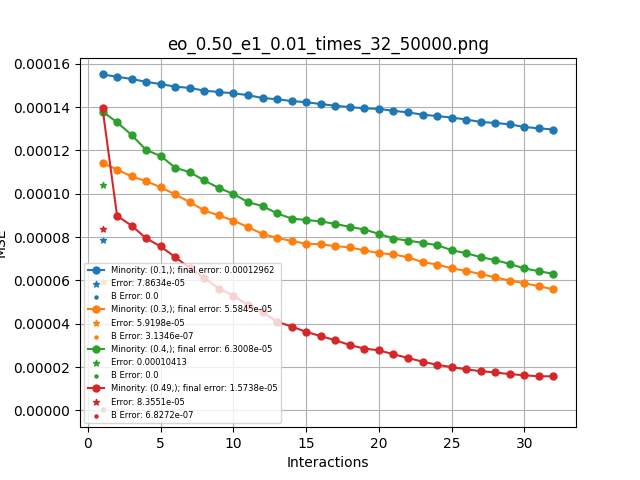 eo_0.50_e1_0.01_times_32_50000.png
0.00016
0.00014
0.00012
0.00010
0.00008
0.00006
0.00004
0.00002
0.00000
MSE
Minority: (0.1,); final error: 0.00012962
Error: 7.8634e-05
B Error: 0.0
Minority: (0.3,); final error: 5.5845e-05
Error: 5.9198e-05
B Error: 3.1346e-07
Minority: (0.4,); final error: 6.3008e-05
Error: 0.00010413
B Error: 0.0
Minority: (0.49,); final error: 1.5738e-05
Error: 8.3551e-05
B Error: 6.8272e-07
0 5 10 15 20 25 30
Interactions